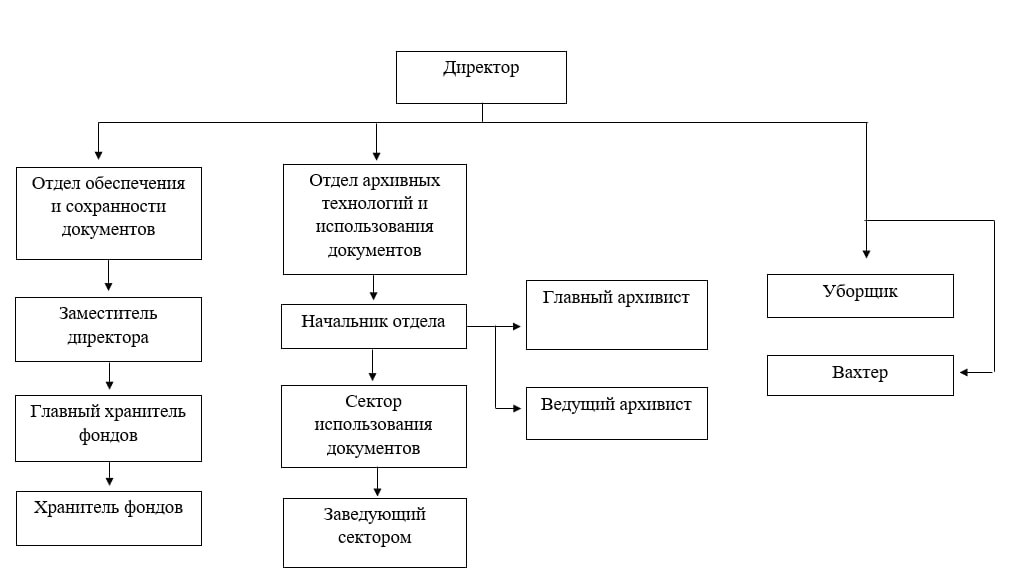 Директор
Отдел обеспечения
и сохранности
документов
Заместитель
директора
Главный хранитель
фондов
Хранитель фондов
Отдел архивных
технологий и
использования
документов
Начальник отдела
Сектор
использования
документов
Заведующий
сектором
Главный архивист
Ведущий архивист
Уборщик
Вахтер